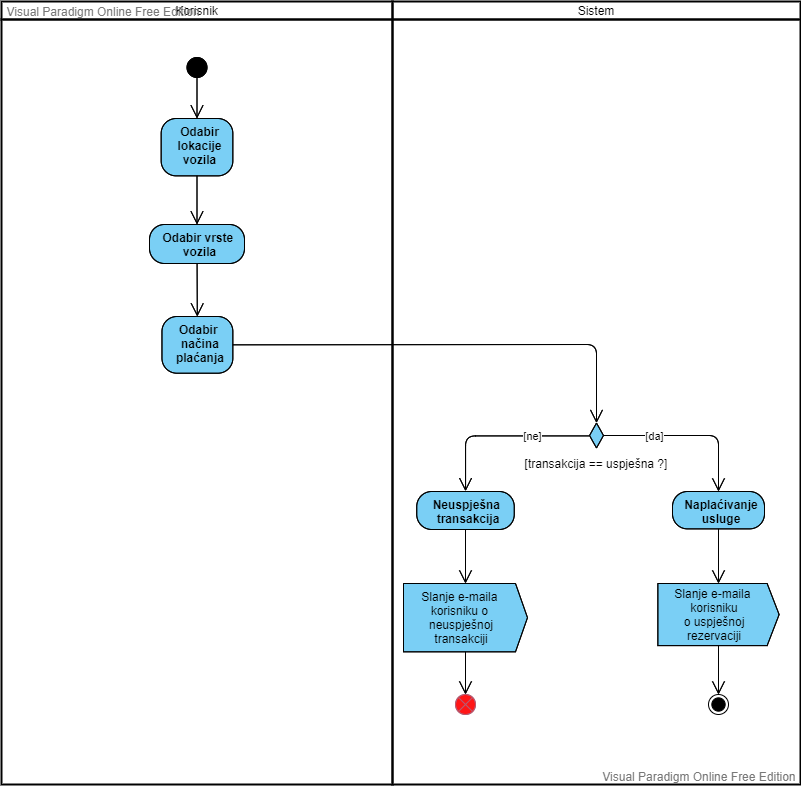 Visual Paradigm Online Free Edition
Korisnik
Sistem
Odabir
lokacije
vozila
Odabir vrste
vozila
Odabir
načina
plaćanja
[ne]
[da]
[transakcija == uspješna ?]
Neuspješna
transakcija
Naplaćivanje
usluge
Slanje e-maila
korisniku o
neuspješnoj
transakciji
Slanje e-maila
korisniku
o uspješnoj
rezervaciji
Visual Paradigm Online Free Edition